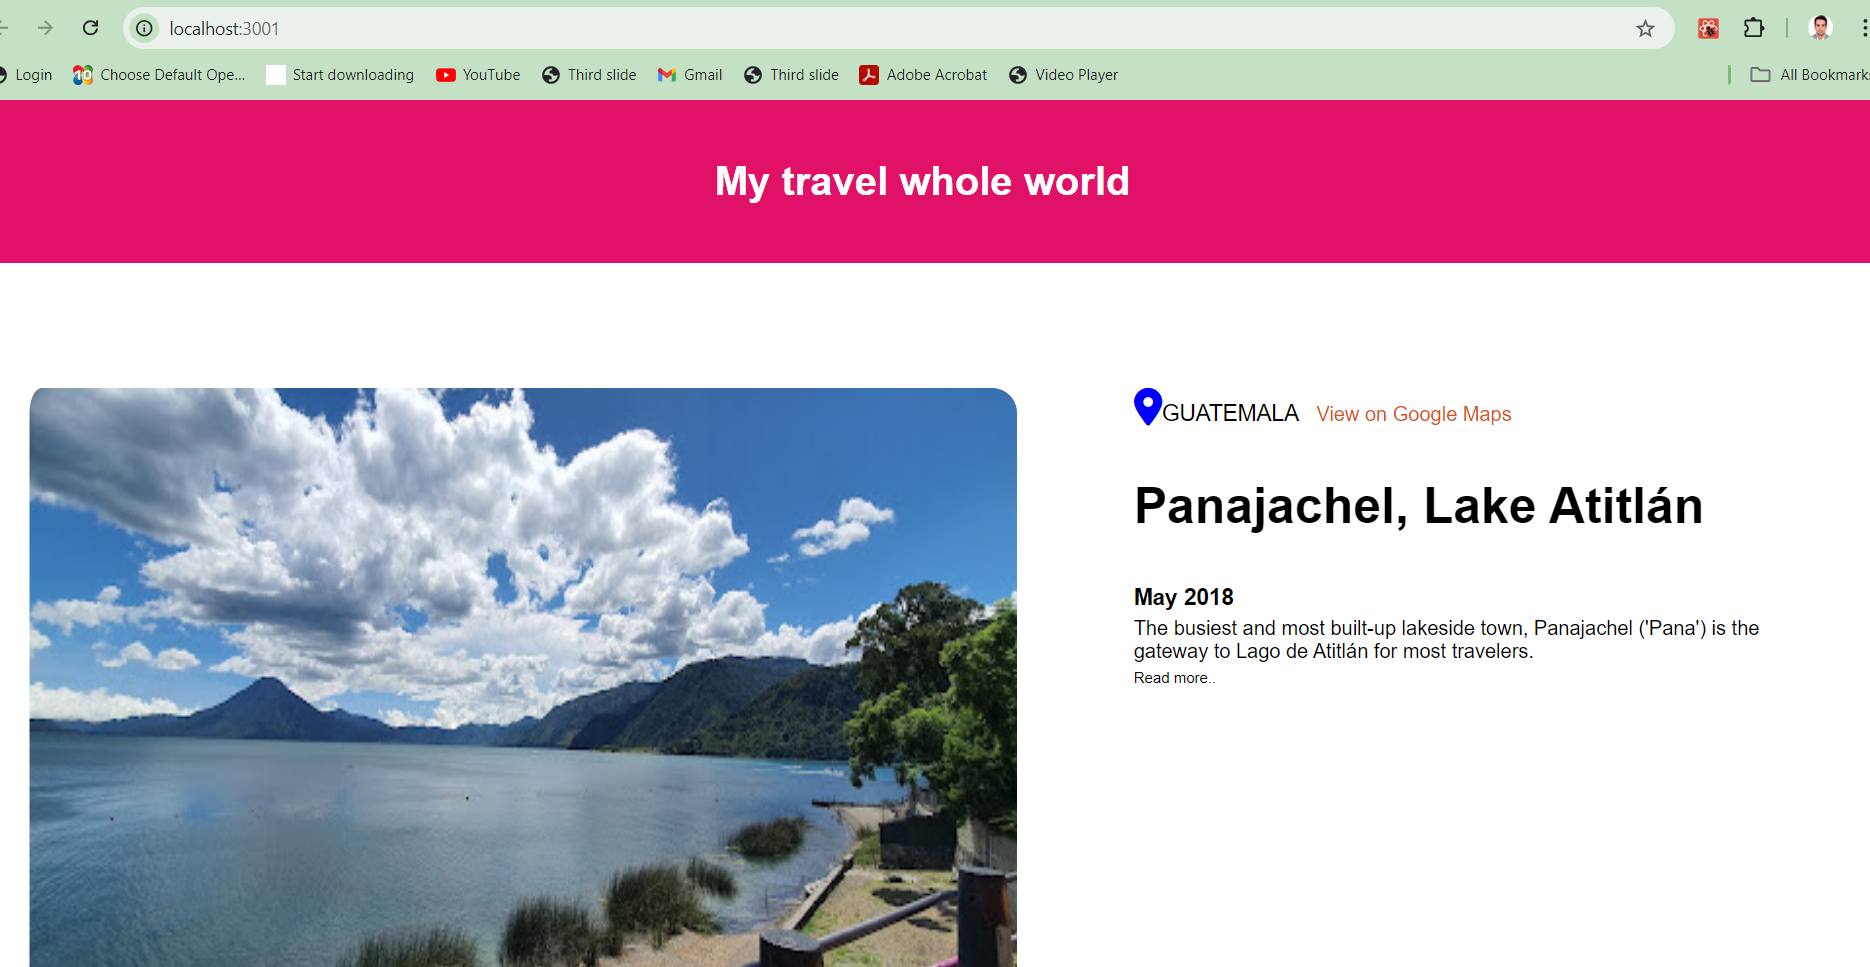 localhost:3001
Login Choose Default Ope... Start downloading YouTube Third slide Gmail Third slide Adobe Acrobat Video Player All Bookmarks
My travel whole world
GUATEMALA View on Google Maps
Panajachel, Lake Atitlán
May 2018
The busiest and most built-up lakeside town, Panajachel ('Pana') is the
gateway to Lago de Atitlán for most travelers.
Read more..